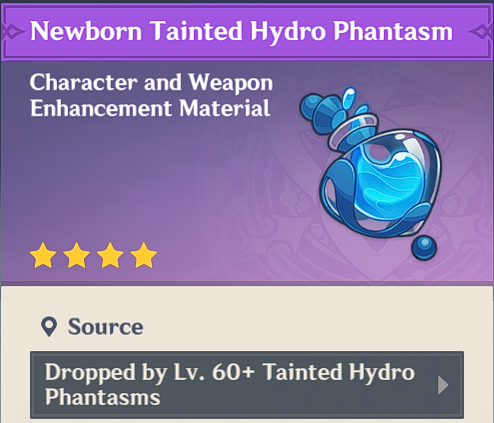 Newborn Tainted Hydro Phantasm
Character and Weapon
Enhancement Material
Source
Dropped by Lv. 60+ Tainted Hydro
Phantasms